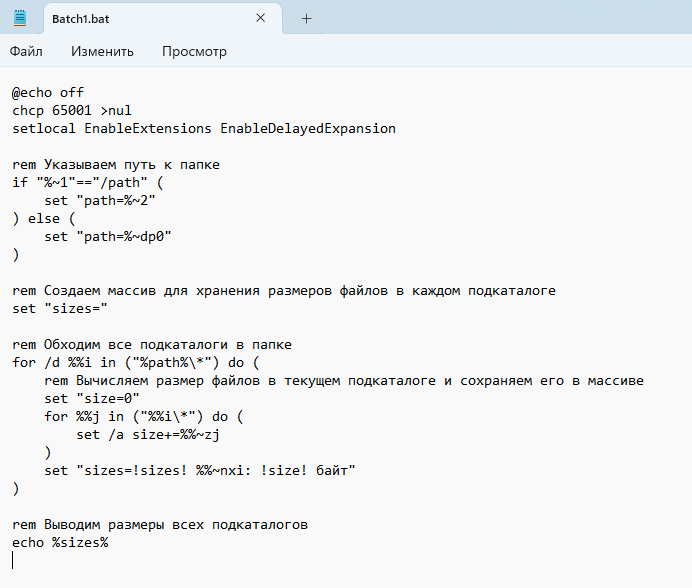 Batch1.bat
Файл Изменить Просмотр
@echo off
chcp 65001 >nul
setlocal EnableExtensions EnableDelayedExpansion
rem Указываем путь к папке
if "%~1"=="/path" (
    set "path=%~2"
) else (
    set "path=%~dp0"
)
rem Создаем массив для хранения размеров файлов в каждом подкаталоге
set "sizes="
rem Обходим все подкаталоги в папке
for /d %%i in ("%path%\*") do (
    rem Вычисляем размер файлов в текущем подкаталоге и сохраняем его в массиве
    set "size=0"
    for %%j in ("%%i\*") do (
        set /a size+=%%~zj
    )
    set "sizes=!sizes! %%~nxi: !size! байт"
)
rem Выводим размеры всех подкаталогов
echo %sizes%